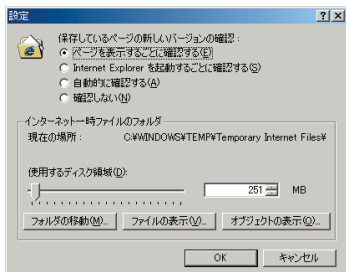 設定
保存しているページの新しいバージョンの確認：
ページを表示するごとに確認する(E)
Internet Explorer を起動するごとに確認する(S)
自動的に確認する(A)
確認しない(N)
インターネット一時ファイルのフォルダ
現在の場所： C:¥WINDOWS¥TEMP¥Temporary Internet Files¥
使用するディスク領域(D):
251 MB
フォルダの移動(M)... ファイルの表示(V)... オブジェクトの表示(O)...
OK キャンセル